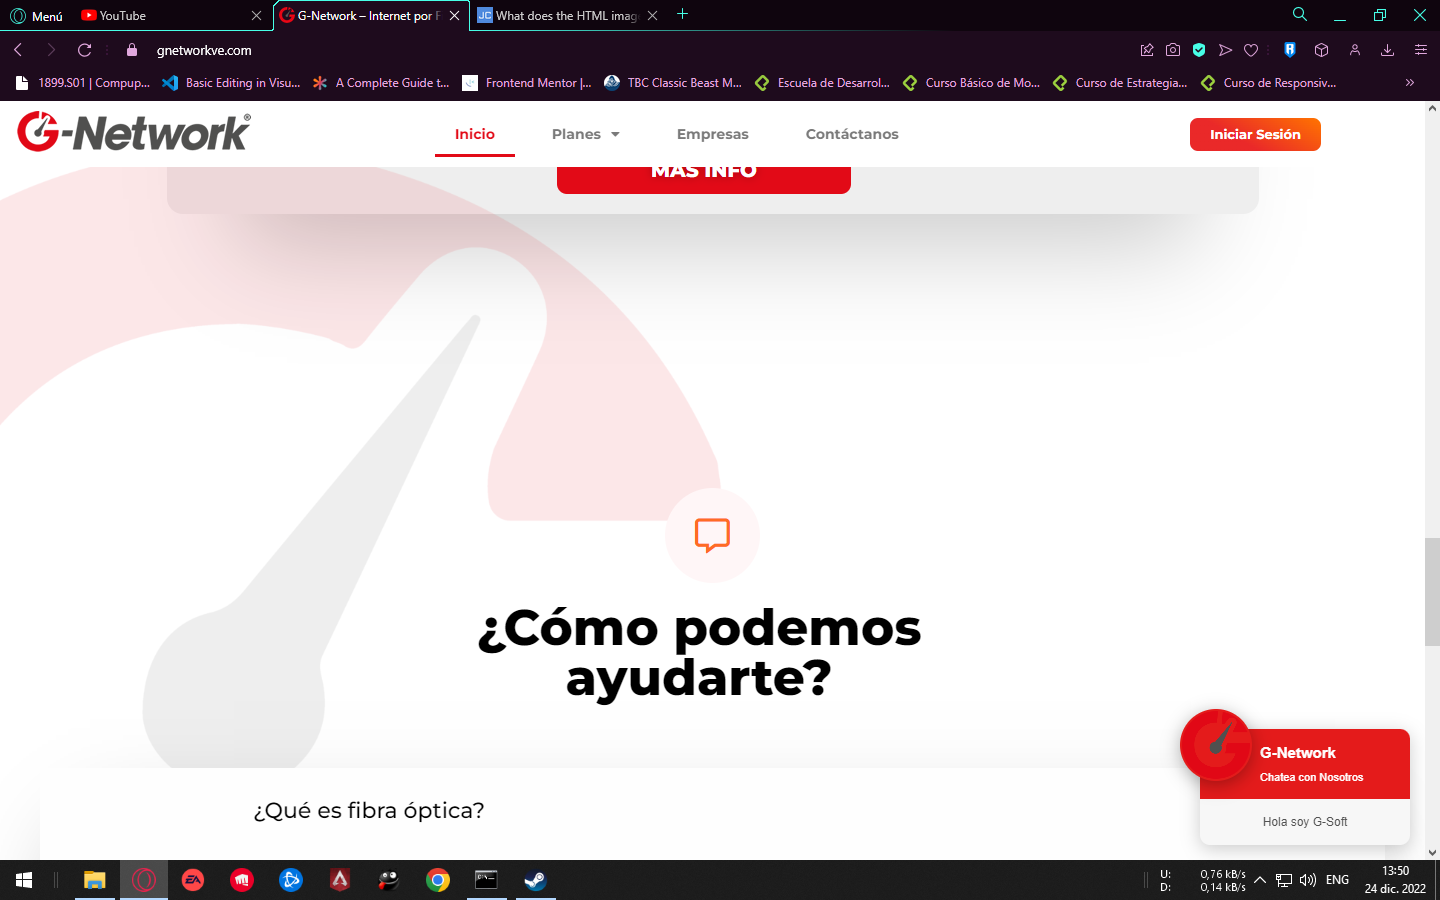 Menú
YouTube
G-Network – Internet por F
What does the HTML imag
gnetworkve.com
1899.S01 | Compup...
Basic Editing in Visu...
A Complete Guide t...
Frontend Mentor |...
TBC Classic Beast M...
Escuela de Desarrol...
Curso Básico de Mo...
Curso de Estrategia...
Curso de Responsiv...
G-Network®
Inicio
Planes
Empresas
Contáctanos
Iniciar Sesión
MAS INFO
¿Cómo podemos
ayudarte?
¿Qué es fibra óptica?
G-Network
Chatea con Nosotros
Hola soy G-Soft
U: 0,76 kB/s
D: 0,14 kB/s
ENG
13:50
24 dic. 2022